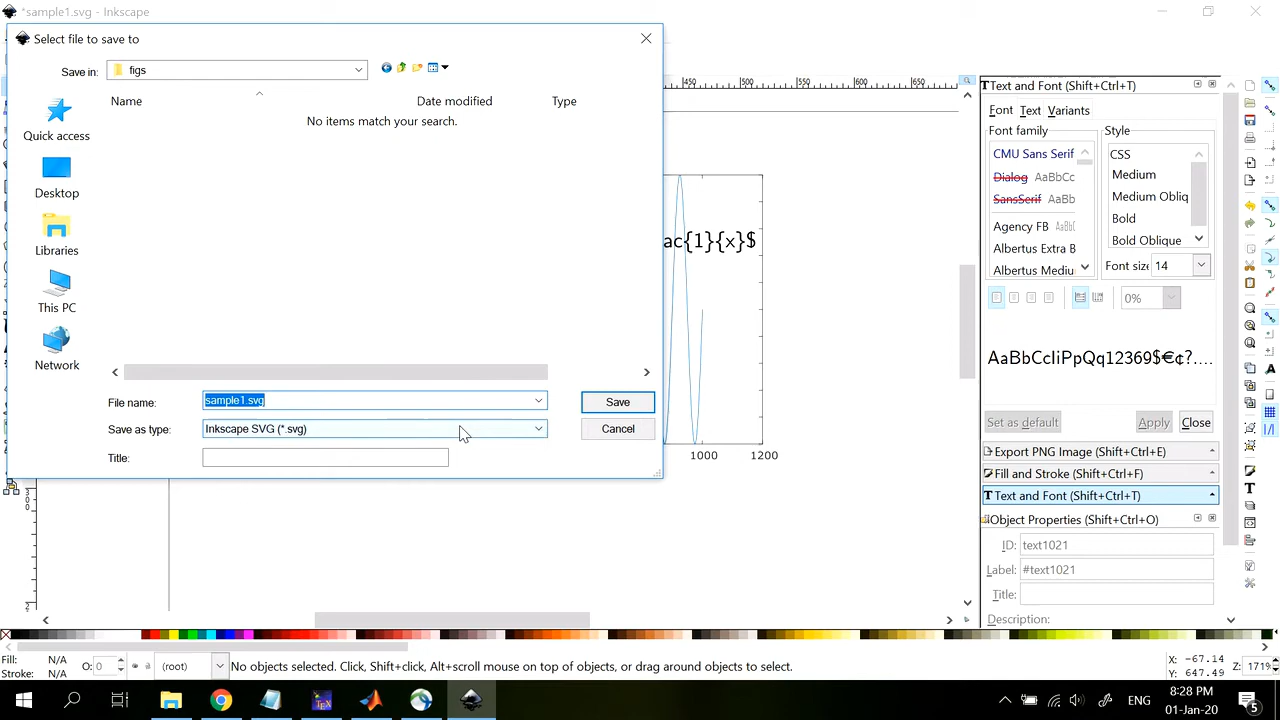 *sample1.svg - Inkscape
Select file to save to
Save in: figs
Name Date modified Type
No items match your search.
Quick access
Desktop
Libraries
This PC
Network
File name: sample1.svg Save
Save as type: Inkscape SVG (*.svg) Cancel
Title:
450 500 550 600 650
ac{1}{x}$
1000 1200
Text and Font (Shift+Ctrl+T)
Font Text Variants
Font family Style
CMU Sans Serif
Dialog AaBbCc
SansSerif AaBb
Agency FB AaBb(
Albertus Extra B
Albertus Mediu
CSS
Medium
Medium Obliq
Bold
Bold Oblique
Font size 14
0%
AaBbCcIiPpQq12369$€¢?....
Set as default Apply Close
Export PNG Image (Shift+Ctrl+E)
Fill and Stroke (Shift+Ctrl+F)
Text and Font (Shift+Ctrl+T)
Object Properties (Shift+Ctrl+O)
ID: text1021
Label: #text1021
Title:
Description:
Fill: N/A
Stroke: N/A
O: 0
(root)
No objects selected. Click, Shift+click, Alt+scroll mouse on top of objects, or drag around objects to select.
X: -67.14
Y: 647.49
Z: 1719
ENG
8:28 PM
01-Jan-20
5